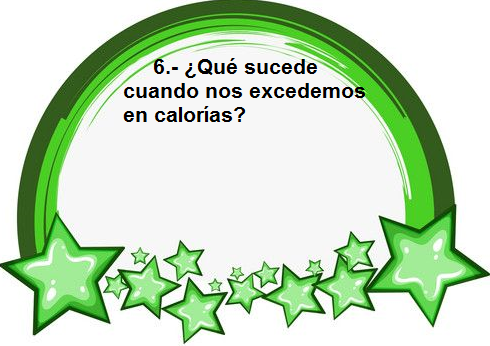 6.- ¿Qué sucede
cuando nos excedemos
en calorías?